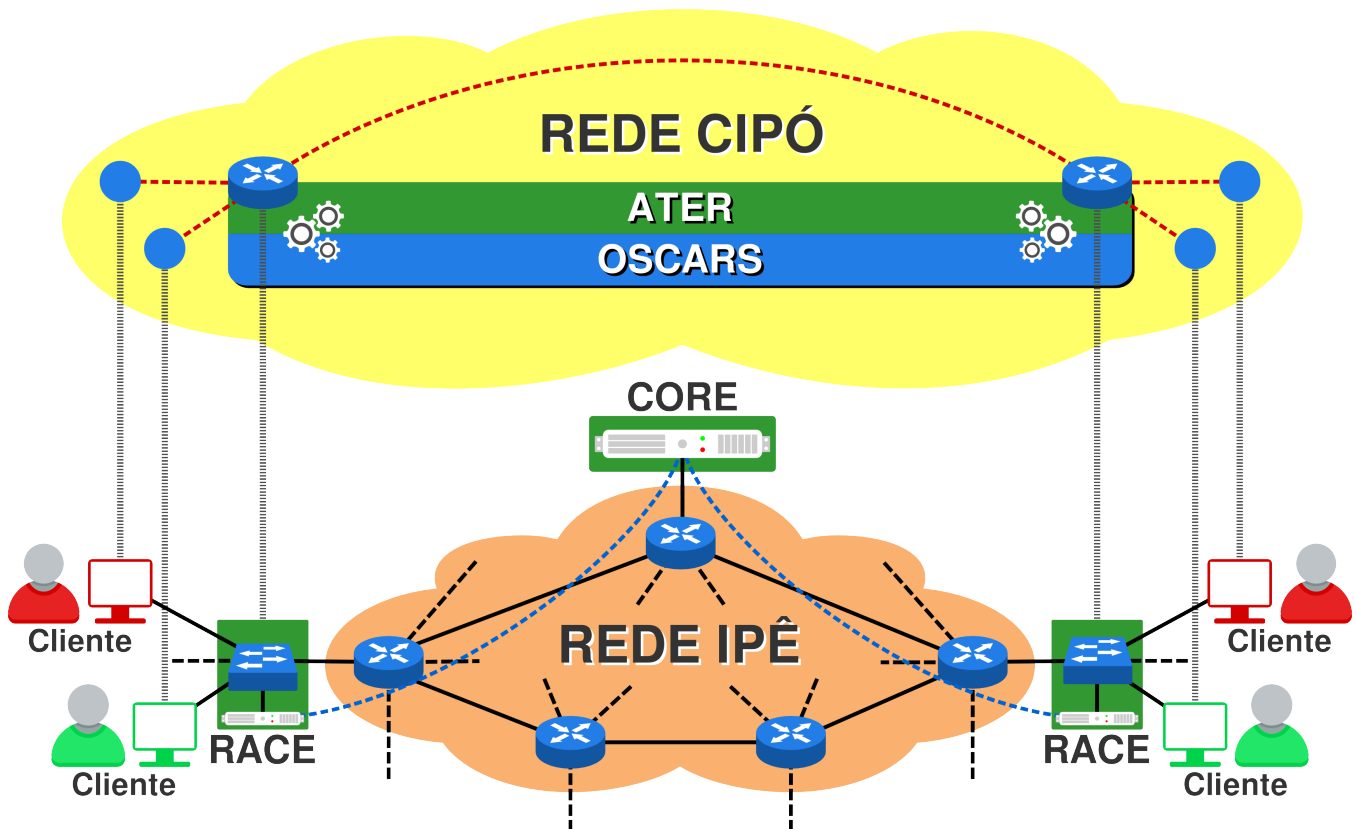 REDE CIPÓ
ATER
OSCARS
CORE
REDE IPÊ
Cliente
Cliente
RACE
RACE
Cliente
Cliente